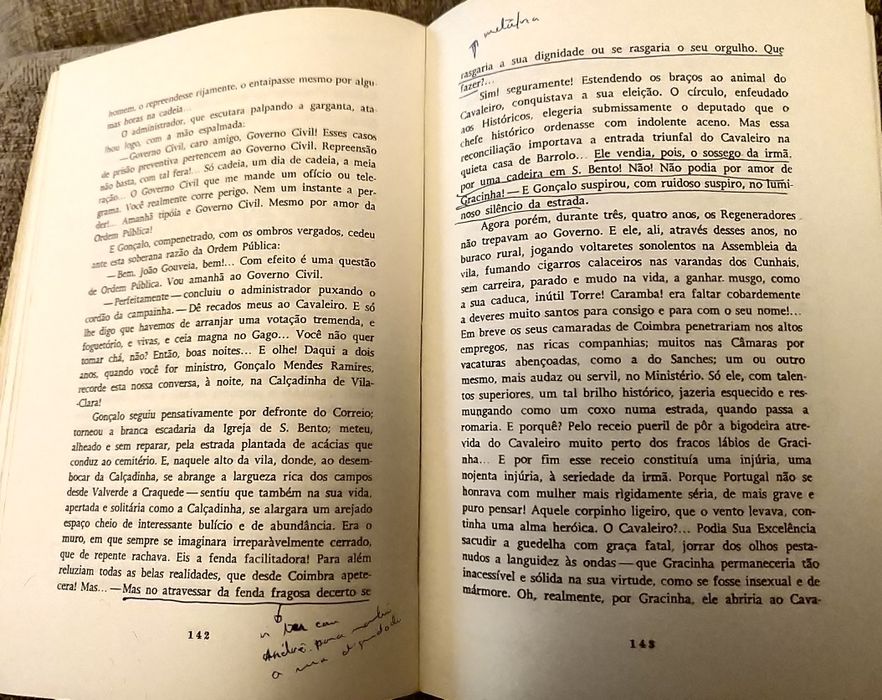 homem, o repreendesse rijamente, o entaipasse mesmo por algu-
mas horas na cadeia...
O administrador, que escutara palpando a garganta, ata-
lhou logo, com a mão espalmada:
—Governo Civil, caro amigo, Governo Civil! Esses casos
de prisão preventiva pertencem ao Governo Civil. Repreensão
não basta, com tal fera!... Só cadeia, um dia de cadeia, a meia
ração... O Governo Civil que me mande um ofício ou tele-
grama. Você realmente corre perigo. Nem um instante a per-
der!... Amanhã tipóia e Governo Civil. Mesmo por amor da
Ordem Pública!
E Gonçalo, compenetrado, com os ombros vergados, cedeu
ante esta soberana razão da Ordem Pública:
—Bem, João Gouveia, bem!... Com efeito é uma questão
de Ordem Pública. Vou amanhã ao Governo Civil.
—Perfeitamente—concluiu o administrador puxando o
cordão da campainha.—Dê recados meus ao Cavaleiro. E só
lhe digo que havemos de arranjar uma votação tremenda, e
foguetório, e vivas, e ceia magna no Gago... Você não quer
tomar chá, não? Então, boas noites... E olhe! Daqui a dois
anos, quando você for ministro, Gonçalo Mendes Ramires,
recorde esta nossa conversa, à noite, na Calçadinha de Vila-
-Clara!
Gonçalo seguiu pensativamente por defronte do Correio;
torneou a branca escadaria da Igreja de S. Bento; meteu,
alheado e sem reparar, pela estrada plantada de acácias que
conduz ao cemitério. E, naquele alto da vila, donde, ao desem-
bocar da Calçadinha, se abrange a largueza rica dos campos
desde Valverde a Craquede—sentiu que também na sua vida,
apertada e solitária como a Calçadinha, se alargara um arejado
espaço cheio de interessante bulício e de abundância. Era o
muro, em que sempre se imaginara irreparàvelmente cerrado,
que de repente rachava. Eis a fenda facilitadora! Para além
reluziam todas as belas realidades, que desde Coimbra apete-
cera! Mas...—Mas no atravessar da fenda fragosa decerto se
André para
a sua dignidade
142
metáfora
rasgaria a sua dignidade ou se rasgaria o seu orgulho. Que
fazer?...
Sim! seguramente! Estendendo os braços ao animal do
Cavaleiro, conquistava a sua eleição. O círculo, enfeudado
aos Históricos, elegeria submissamente o deputado que o
chefe histórico ordenasse com indolente aceno. Mas essa
reconciliação importava a entrada triunfal do Cavaleiro na
quieta casa de Barrolo... Ele vendia, pois, o sossego da irmã,
por uma cadeira em S. Bento! Não! Não podia por amor de
Gracinha!—E Gonçalo suspirou, com ruidoso suspiro, no lumi-
noso silêncio da estrada.
Agora porém, durante três, quatro anos, os Regeneradores
não trepavam ao Governo. E ele, ali, através desses anos, no
buraco rural, jogando voltaretes sonolentos na Assembleia da
vila, fumando cigarros calaceiros nas varandas dos Cunhais,
sem carreira, parado e mudo na vida, a ganhar musgo, como
a sua caduca, inútil Torre! Caramba! era faltar cobardemente
a deveres muito santos para consigo e para com o seu nome!...
Em breve os seus camaradas de Coimbra penetrariam nos altos
empregos, nas ricas companhias; muitos nas Câmaras por
vacaturas abençoadas, como a do Sanches; um ou outro
mesmo, mais audaz ou servil, no Ministério. Só ele, com talen-
tos superiores, um tal brilho histórico, jazeria esquecido e res-
mungando como um coxo numa estrada, quando passa a
romaria. E porquê? Pelo receio pueril de pôr a bigodeira atre-
vida do Cavaleiro muito perto dos fracos lábios de Graci-
nha... E por fim esse receio constituía uma injúria, uma
nojenta injúria, à seriedade da irmã. Porque Portugal não se
honrava com mulher mais rìgidamente séria, de mais grave e
puro pensar! Aquele corpinho ligeiro, que o vento levava, con-
tinha uma alma heróica. O Cavaleiro?... Podia Sua Excelência
sacudir a guedelha com graça fatal, jorrar dos olhos pesta-
nudos a languidez às ondas—que Gracinha permaneceria tão
inacessível e sólida na sua virtude, como se fosse insexual e de
mármore. Oh, realmente, por Gracinha, ele abriria ao Cava-
143